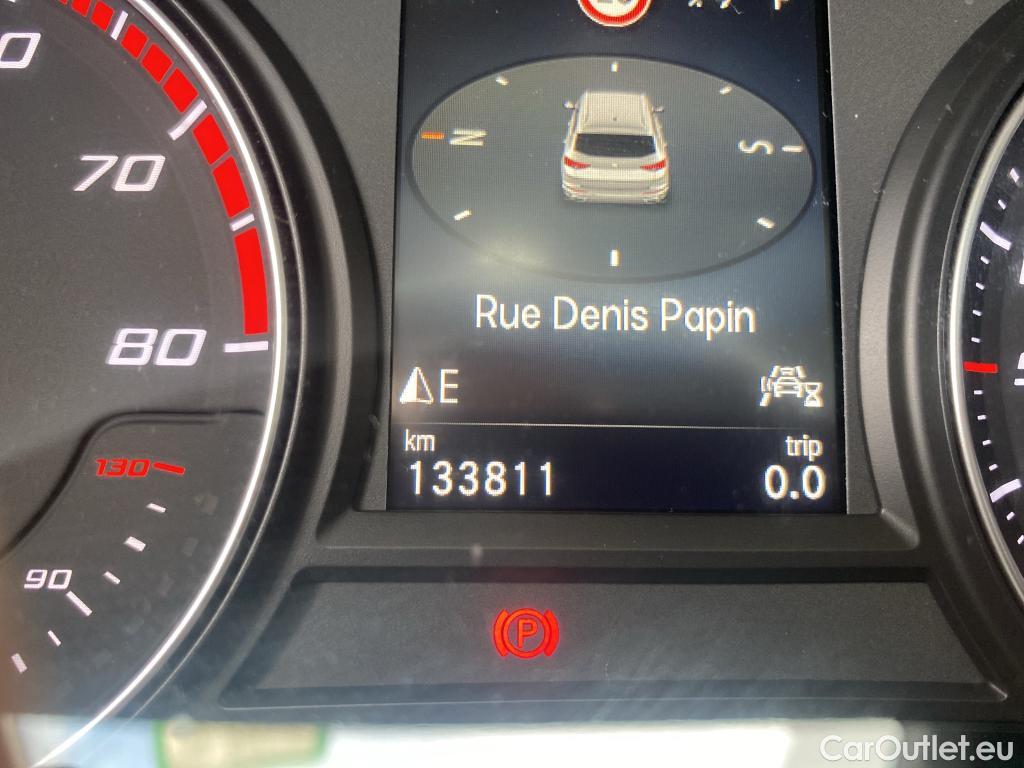 70
80
130
90
N
S
Rue Denis Papin
E
km
trip
133811
0.0
P
CarOutlet.eu